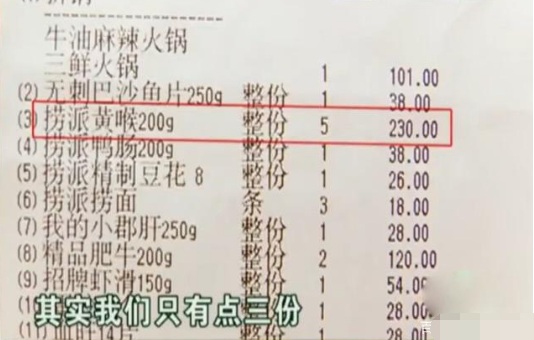 牛油麻辣火锅
三鲜火锅 1 101.00
(2) 无刺巴沙鱼片250g 整份 1 38.00
(3) 捞派黄喉200g 整份 5 230.00
(4) 捞派鸭肠200g 整份 1 38.00
(5) 捞派精制豆花 8 整份 1 26.00
(6) 捞派捞面 条 3 18.00
(7) 我的小郡肝250g 整份 1 28.00
(8) 精品肥牛200g 整份 2 120.00
(9) 招牌虾滑150g 整份 1 54.00
其实我们只有点三份 1 28.00
1 28.00